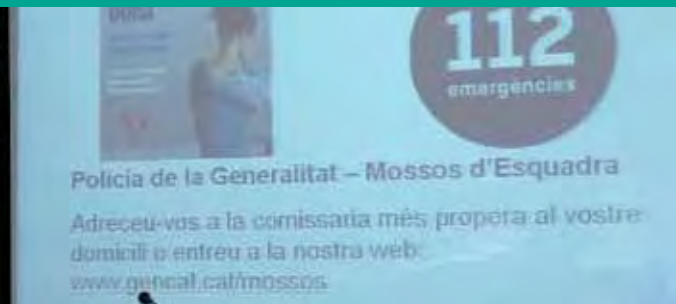 Dona
112
emergències
Policia de la Generalitat – Mossos d'Esquadra
Adreceu-vos a la comissaria més propera al vostre
domicili o entreu a la nostra web:
www.gencat.cat/mossos